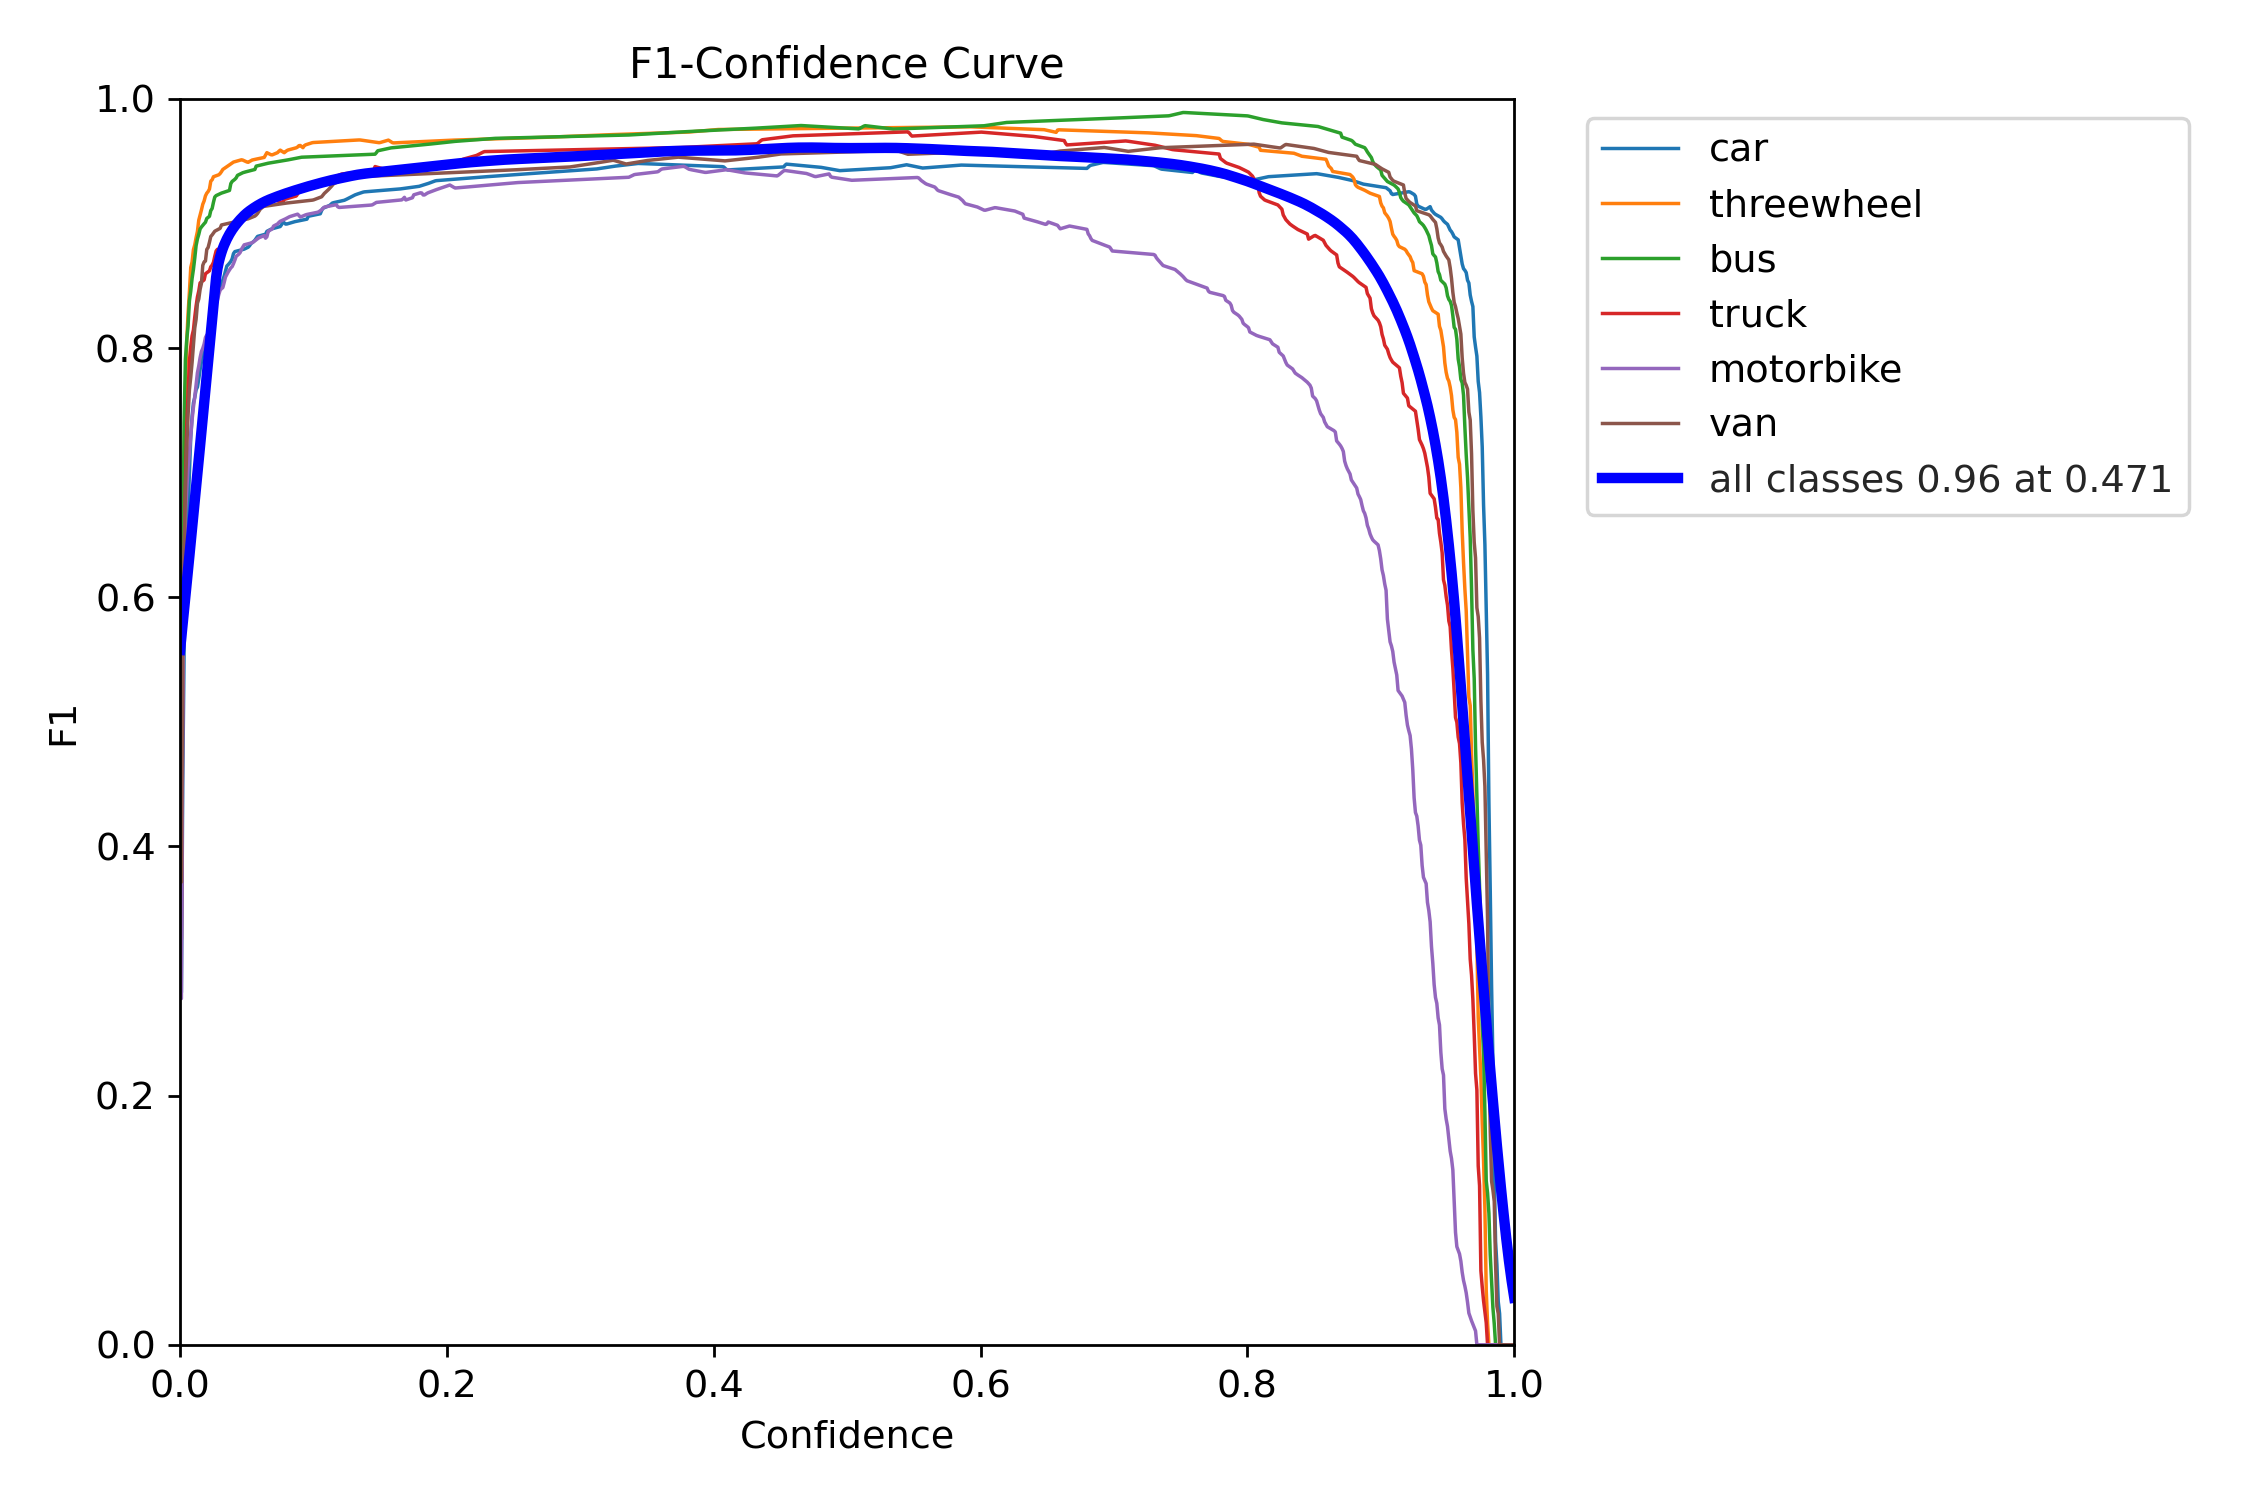 F1-Confidence Curve
1.0
0.8
0.6
0.4
0.2
0.0
F1
0.0 0.2 0.4 0.6 0.8 1.0
Confidence
car
threewheel
bus
truck
motorbike
van
all classes 0.96 at 0.471